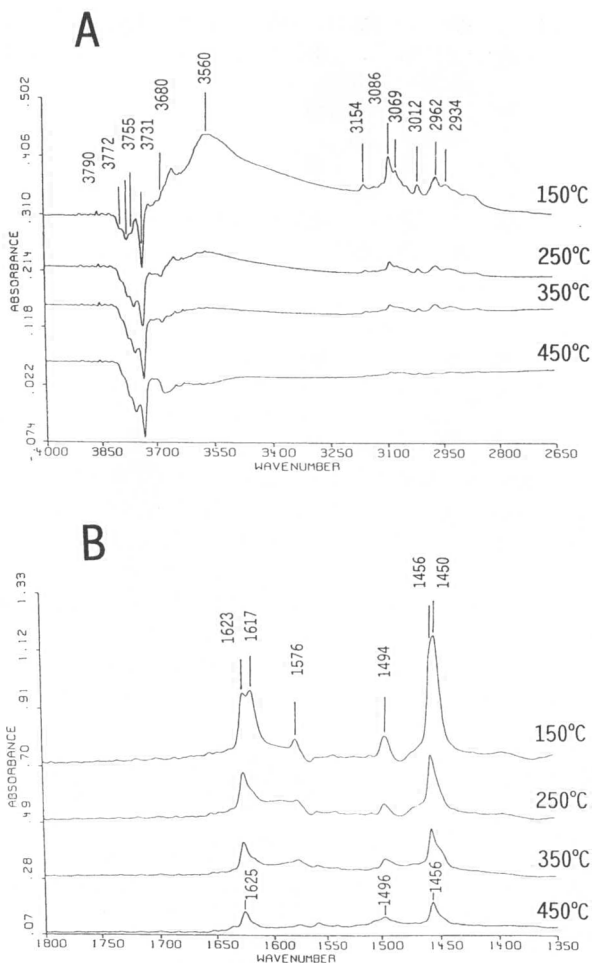 A
3790
3772
3755
3731
3680
3560
3154
3086
3069
3012
2962
2934
.502
.406
.310
.214
.118
.022
-.074
ABSORBANCE
150°C
250°C
350°C
450°C
4000 3850 3700 3550 3400 3250 3100 2950 2800 2650
WAVENUMBER
B
1623
1617
1576
1494
1456
1450
1.33
1.12
.91
.70
.49
.28
.07
ABSORBANCE
150°C
250°C
350°C
450°C
1625
1496
1456
1800 1750 1700 1650 1600 1550 1500 1450 1400 1350
WAVENUMBER